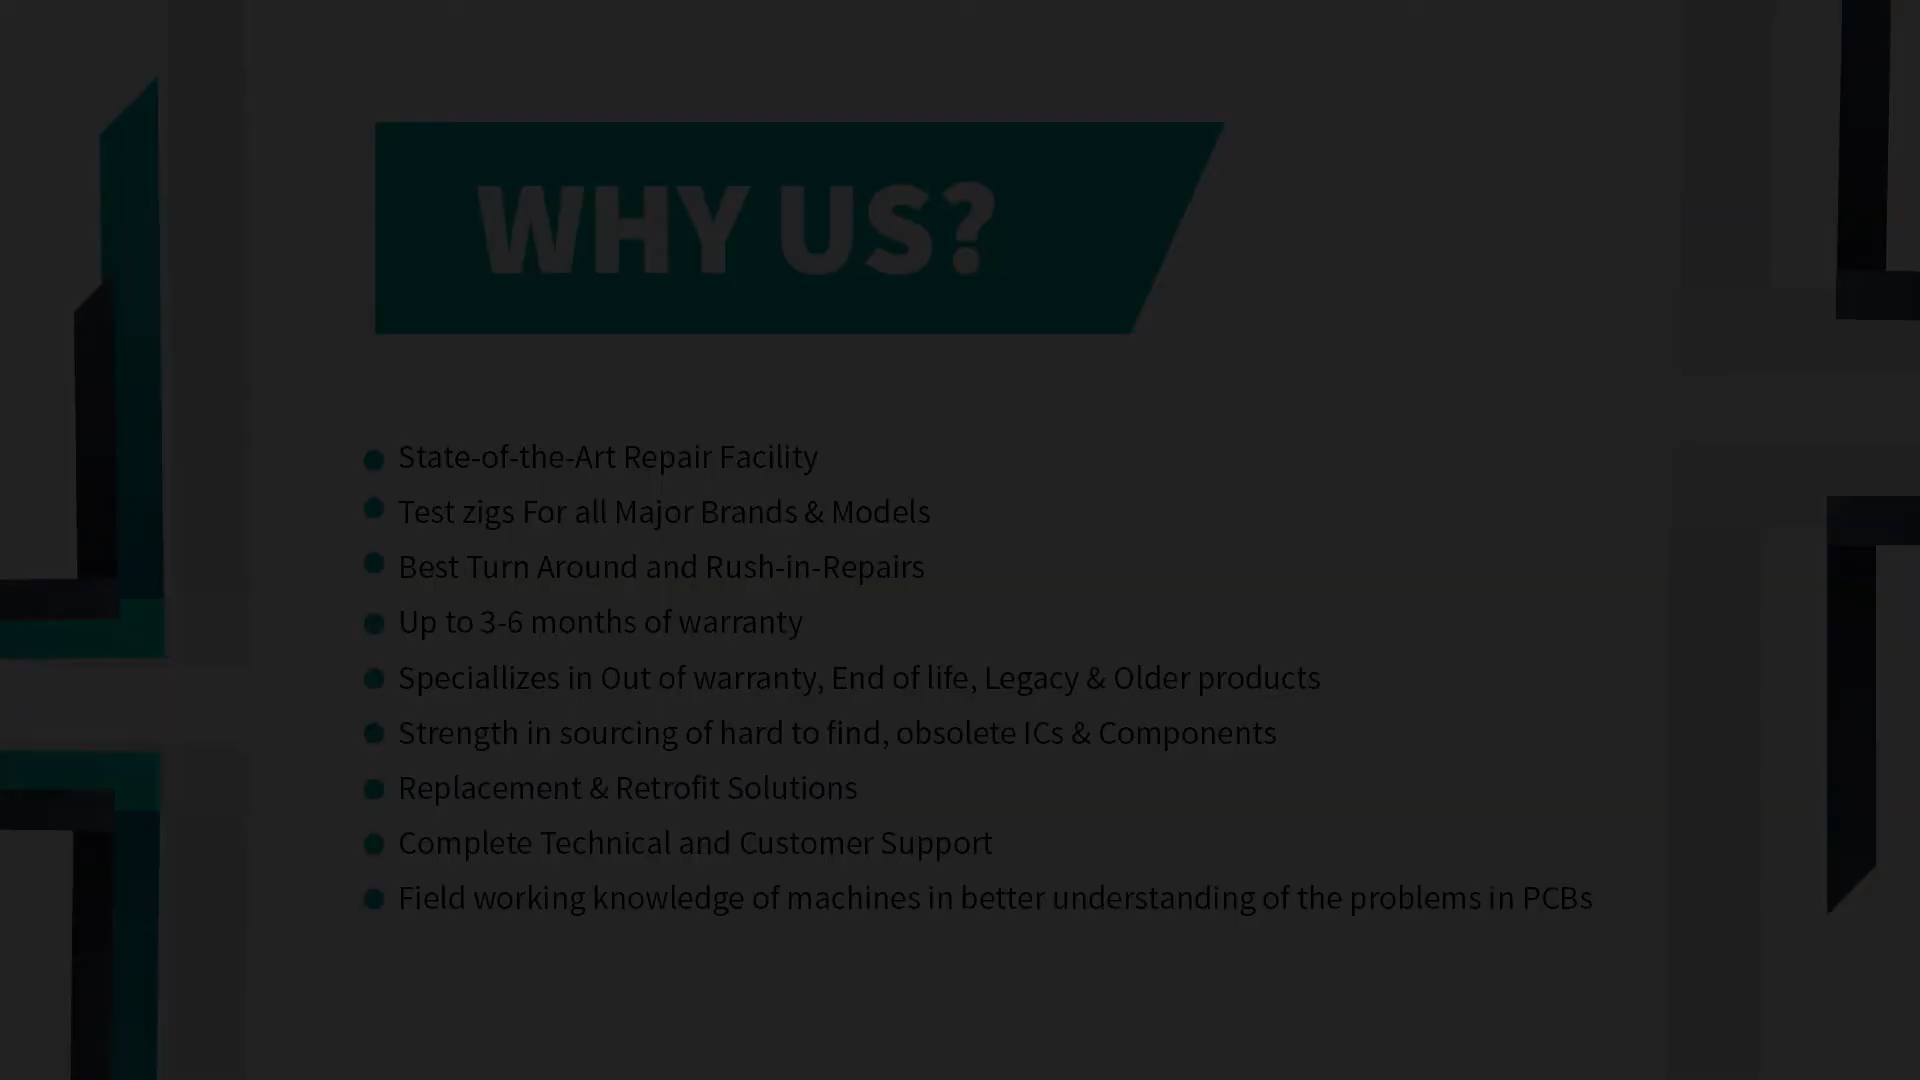 WHY US?
State-of-the-Art Repair Facility
Test zigs For all Major Brands & Models
Best Turn Around and Rush-in-Repairs
Up to 3-6 months of warranty
Speciallizes in Out of warranty, End of life, Legacy & Older products
Strength in sourcing of hard to find, obsolete ICs & Components
Replacement & Retrofit Solutions
Complete Technical and Customer Support
Field working knowledge of machines in better understanding of the problems in PCBs